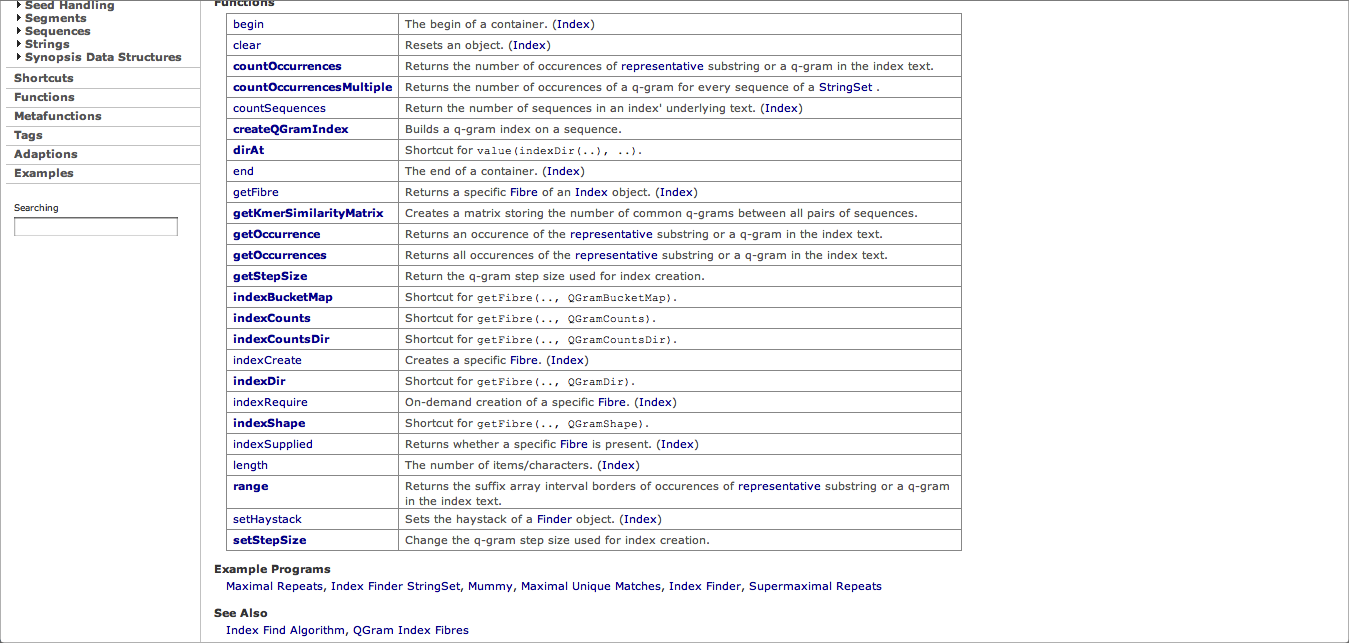 Seed Handling
Segments
Sequences
Strings
Synopsis Data Structures
Shortcuts
Functions
Metafunctions
Tags
Adaptions
Examples
Searching
Functions
begin The begin of a container. (Index)
clear Resets an object. (Index)
countOccurrences Returns the number of occurences of representative substring or a q-gram in the index text.
countOccurrencesMultiple Returns the number of occurences of a q-gram for every sequence of a StringSet .
countSequences Return the number of sequences in an index' underlying text. (Index)
createQGramIndex Builds a q-gram index on a sequence.
dirAt Shortcut for value(indexDir(..), ..).
end The end of a container. (Index)
getFibre Returns a specific Fibre of an Index object. (Index)
getKmerSimilarityMatrix Creates a matrix storing the number of common q-grams between all pairs of sequences.
getOccurrence Returns an occurence of the representative substring or a q-gram in the index text.
getOccurrences Returns all occurences of the representative substring or a q-gram in the index text.
getStepSize Return the q-gram step size used for index creation.
indexBucketMap Shortcut for getFibre(.., QGramBucketMap).
indexCounts Shortcut for getFibre(.., QGramCounts).
indexCountsDir Shortcut for getFibre(.., QGramCountsDir).
indexCreate Creates a specific Fibre. (Index)
indexDir Shortcut for getFibre(.., QGramDir).
indexRequire On-demand creation of a specific Fibre. (Index)
indexShape Shortcut for getFibre(.., QGramShape).
indexSupplied Returns whether a specific Fibre is present. (Index)
length The number of items/characters. (Index)
range Returns the suffix array interval borders of occurences of representative substring or a q-gram
in the index text.
setHaystack Sets the haystack of a Finder object. (Index)
setStepSize Change the q-gram step size used for index creation.
Example Programs
Maximal Repeats, Index Finder StringSet, Mummy, Maximal Unique Matches, Index Finder, Supermaximal Repeats
See Also
Index Find Algorithm, QGram Index Fibres